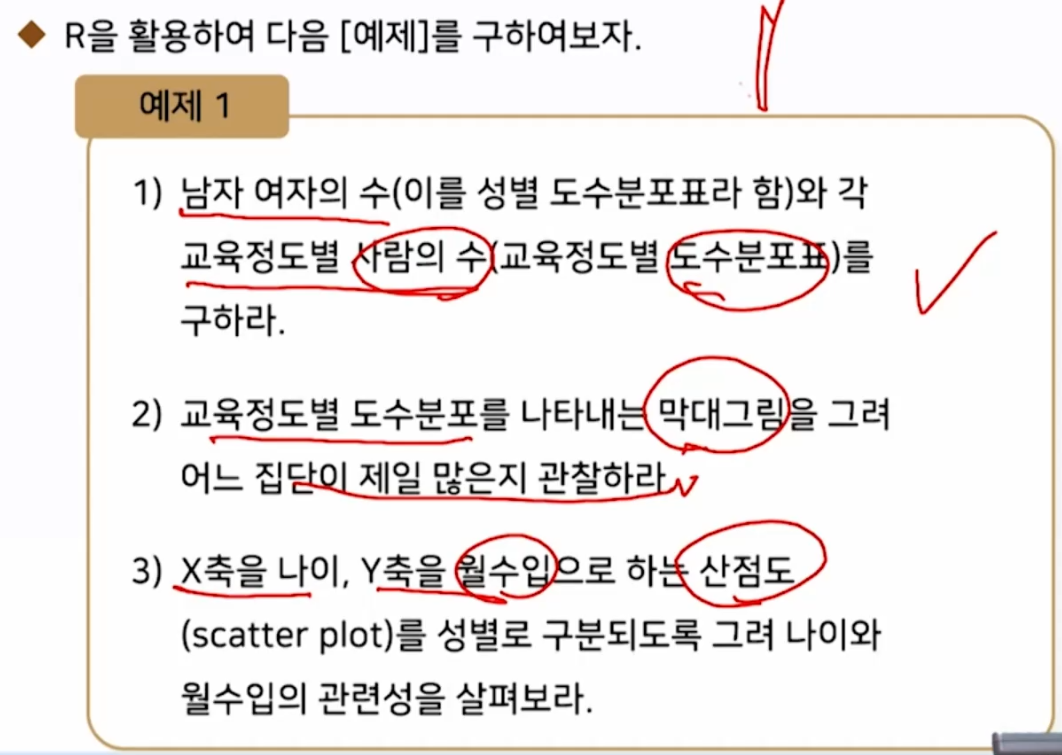 ◆ R을 활용하여 다음 [예제]를 구하여보자.
예제 1
1) 남자 여자의 수(이를 성별 도수분포표라 함)와 각
교육정도별 사람의 수(교육정도별 도수분포표)를
구하라.
2) 교육정도별 도수분포를 나타내는 막대그림을 그려
어느 집단이 제일 많은지 관찰하라
3) X축을 나이, Y축을 월수입으로 하는 산점도
(scatter plot)를 성별로 구분되도록 그려 나이와
월수입의 관련성을 살펴보라.